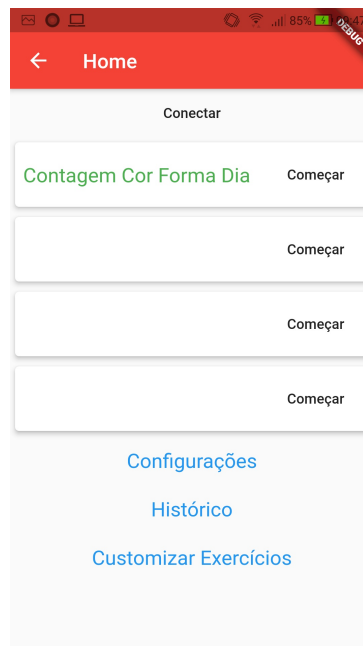 85%
DEBUG
Home
Conectar
Contagem Cor Forma Dia Começar
Começar
Começar
Começar
Configurações
Histórico
Customizar Exercícios